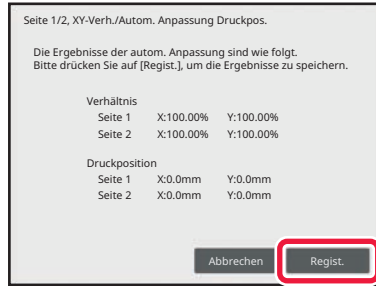 Seite 1/2, XY-Verh./Autom. Anpassung Druckpos.
Die Ergebnisse der autom. Anpassung sind wie folgt.
Bitte drücken Sie auf [Regist.], um die Ergebnisse zu speichern.
Verhältnis
Seite 1 X:100.00% Y:100.00%
Seite 2 X:100.00% Y:100.00%
Druckposition
Seite 1 X:0.0mm Y:0.0mm
Seite 2 X:0.0mm Y:0.0mm
Abbrechen Regist.